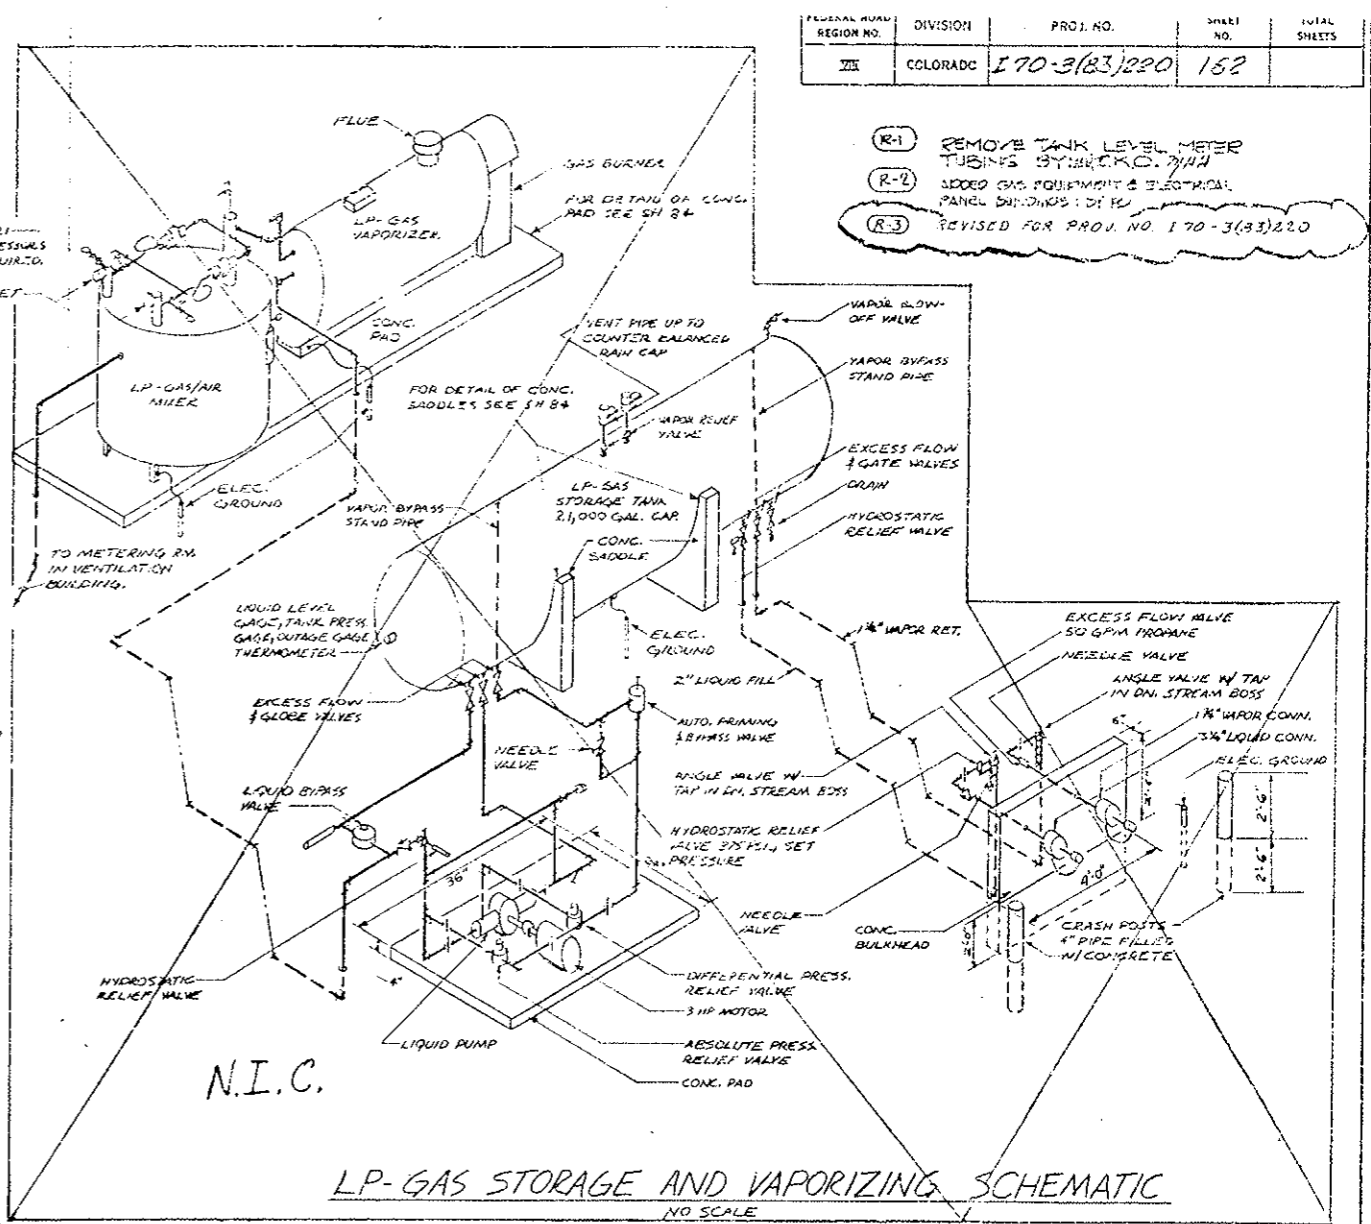 FEDERAL ROAD
REGION NO.
DIVISION
PROJ. NO.
SHEET
NO.
TOTAL
SHEETS
VIII
COLORADO
I 70-3(83)220
162
R-1
REMOVE TANK LEVEL METER
TUBING
R-2
ADDED GAS EQUIPMENT & ELECTRICAL
PANEL
R-3
REVISED FOR PROJ. NO. I 70-3(83)220
FLUE
GAS BURNER
FOR DETAIL OF CONC.
PAD SEE SH 84
LP-GAS
VAPORIZER
CONC.
PAD
LP-GAS/AIR
MIXER
ELEC.
GROUND
TO METERING RM.
IN VENTILATION
BUILDING.
VENT PIPE UP TO
COUNTER BALANCED
RAIN CAP
FOR DETAIL OF CONC.
SADDLES SEE SH 84
VAPOR BLOW-
OFF VALVE
VAPOR BYPASS
STAND PIPE
VAPOR RELIEF
VALVE
EXCESS FLOW
& GATE VALVES
DRAIN
HYDROSTATIC
RELIEF VALVE
LP-GAS
STORAGE TANK
21,000 GAL. CAP.
VAPOR BYPASS
STAND PIPE
CONC.
SADDLE
LIQUID LEVEL
GAGE, TANK PRESS.
GAGE, OUTAGE GAGE
THERMOMETER
ELEC.
GROUND
1¼" VAPOR RET.
2" LIQUID FILL
EXCESS FLOW
& GLOBE VALVES
AUTO. PRIMING
& BYPASS VALVE
NEEDLE
VALVE
LIQUID BYPASS
VALVE
EXCESS FLOW VALVE
50 GPM PROPANE
NEEDLE VALVE
ANGLE VALVE W/ TAP
IN DN. STREAM BOSS
1¼" VAPOR CONN.
3¼" LIQUID CONN.
ELEC. GROUND
6"
2'-6"
2'-6"
ANGLE VALVE W/
TAP IN DN. STREAM BOSS
HYDROSTATIC RELIEF
VALVE 375 PSI, SET
PRESSURE
36"
4"
4'-0"
NEEDLE
VALVE
CONC.
BULKHEAD
2'-0"
CRASH POSTS
4" PIPE FILLED
W/ CONCRETE
HYDROSTATIC
RELIEF VALVE
DIFFERENTIAL PRESS.
RELIEF VALVE
3 HP MOTOR
LIQUID PUMP
ABSOLUTE PRESS.
RELIEF VALVE
CONC. PAD
N.I.C.
LP-GAS STORAGE AND VAPORIZING SCHEMATIC
NO SCALE